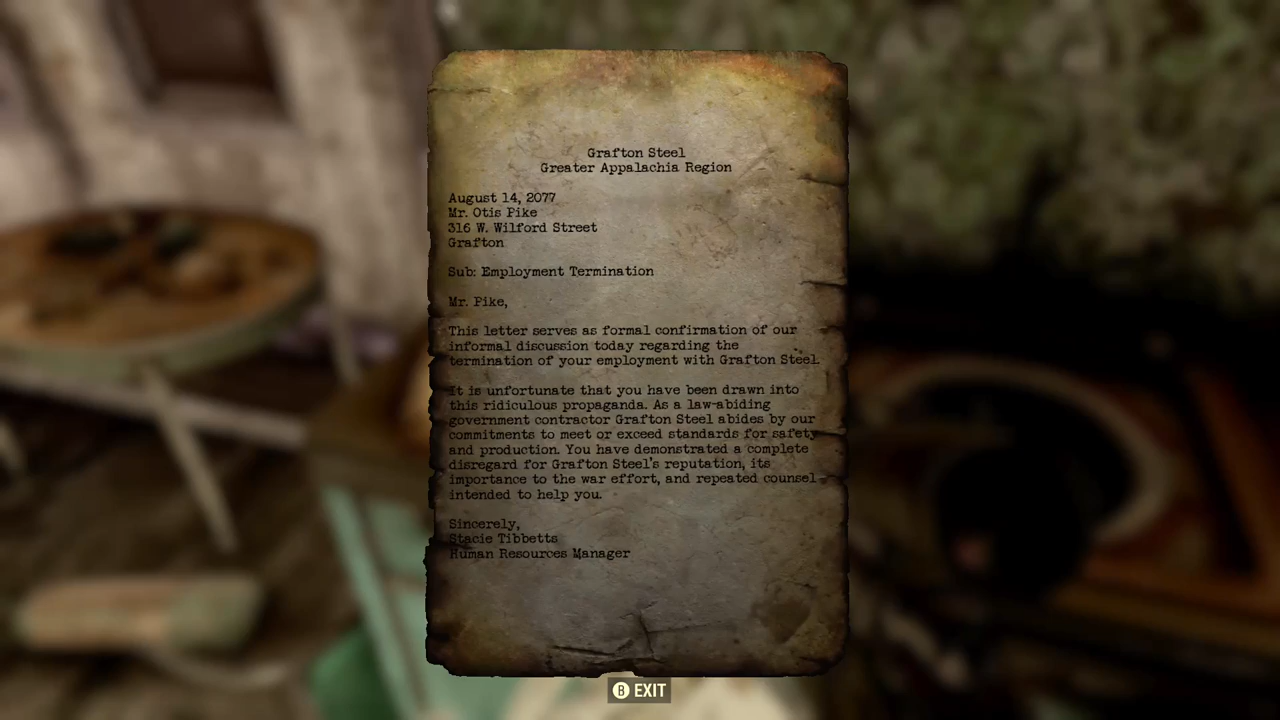 Grafton Steel
Greater Appalachia Region
August 14, 2077
Mr. Otis Pike
316 W. Wilford Street
Grafton
Sub: Employment Termination
Mr. Pike,
This letter serves as formal confirmation of our
informal discussion today regarding the
termination of your employment with Grafton Steel.
It is unfortunate that you have been drawn into
this ridiculous propaganda. As a law-abiding
government contractor Grafton Steel abides by our
commitments to meet or exceed standards for safety
and production. You have demonstrated a complete
disregard for Grafton Steel's reputation, its
importance to the war effort, and repeated counsel
intended to help you.
Sincerely,
Stacie Tibbetts
Human Resources Manager
B EXIT